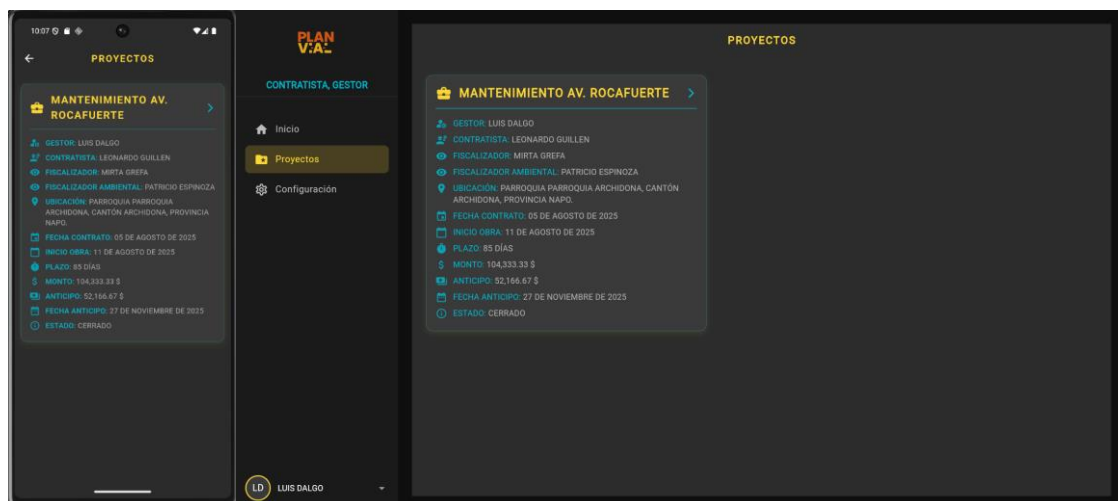 10:07
PROYECTOS
MANTENIMIENTO AV.
ROCAFUERTE
GESTOR: LUIS DALGO
CONTRATISTA: LEONARDO GUILLEN
FISCALIZADOR: MIRTA GREFA
FISCALIZADOR AMBIENTAL: PATRICIO ESPINOZA
UBICACIÓN: PARROQUIA PARROQUIA
ARCHIDONA, CANTÓN ARCHIDONA, PROVINCIA
NAPO.
FECHA CONTRATO: 05 DE AGOSTO DE 2025
INICIO OBRA: 11 DE AGOSTO DE 2025
PLAZO: 85 DÍAS
MONTO: 104,333.33 $
ANTICIPO: 52,166.67 $
FECHA ANTICIPO: 27 DE NOVIEMBRE DE 2025
ESTADO: CERRADO
PLAN
VIAL
CONTRATISTA, GESTOR
Inicio
Proyectos
Configuración
LD LUIS DALGO
PROYECTOS
MANTENIMIENTO AV. ROCAFUERTE
GESTOR: LUIS DALGO
CONTRATISTA: LEONARDO GUILLEN
FISCALIZADOR: MIRTA GREFA
FISCALIZADOR AMBIENTAL: PATRICIO ESPINOZA
UBICACIÓN: PARROQUIA PARROQUIA ARCHIDONA, CANTÓN
ARCHIDONA, PROVINCIA NAPO.
FECHA CONTRATO: 05 DE AGOSTO DE 2025
INICIO OBRA: 11 DE AGOSTO DE 2025
PLAZO: 85 DÍAS
MONTO: 104,333.33 $
ANTICIPO: 52,166.67 $
FECHA ANTICIPO: 27 DE NOVIEMBRE DE 2025
ESTADO: CERRADO